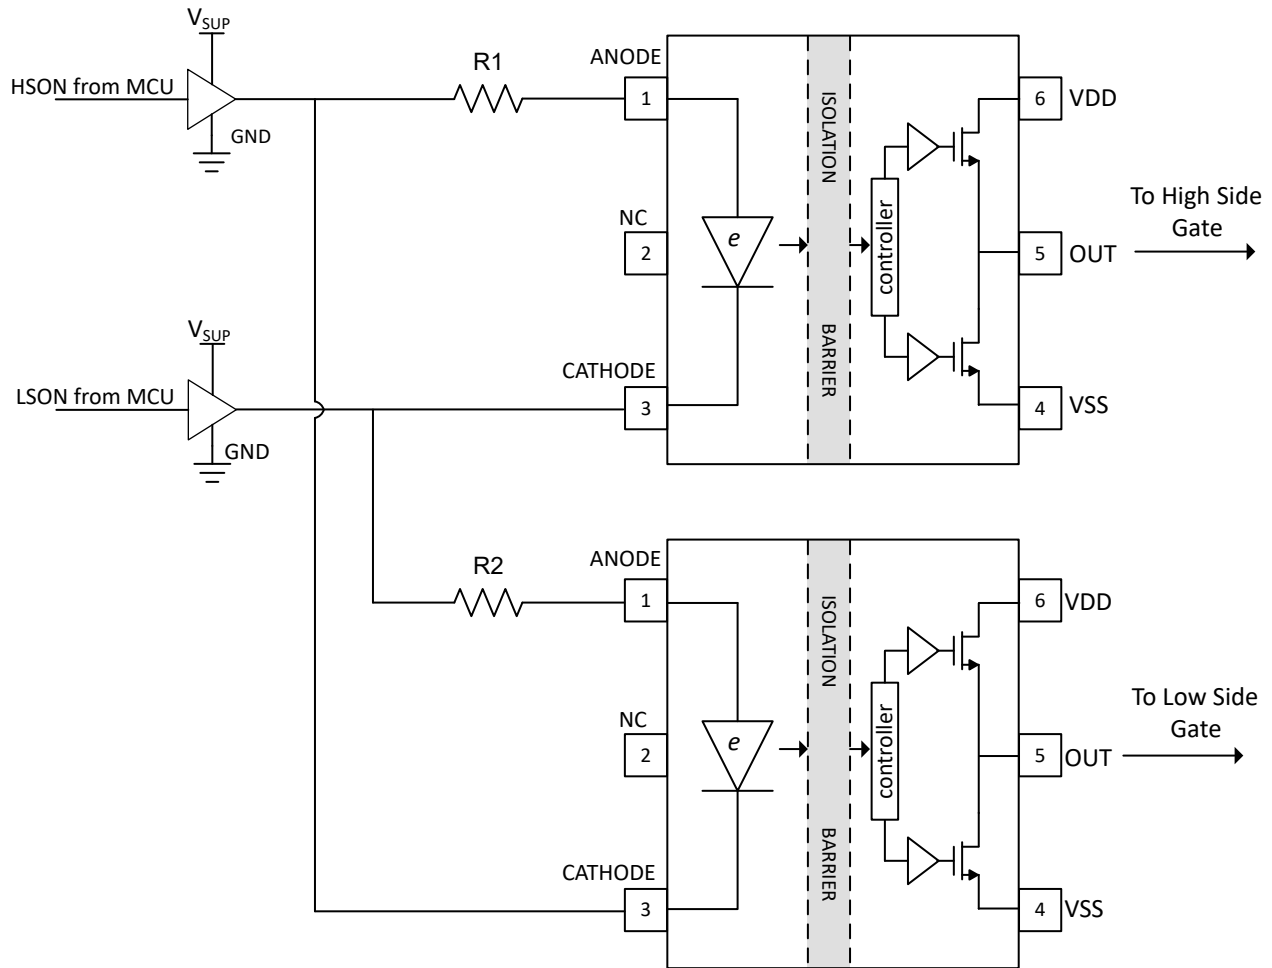 V_SUP
HSON from MCU
GND
R1
ANODE
1
NC
2
CATHODE
3
ISOLATION
BARRIER
e
controller
6
VDD
5
OUT
4
VSS
To High Side
Gate
V_SUP
LSON from MCU
GND
R2
ANODE
1
NC
2
CATHODE
3
ISOLATION
BARRIER
e
controller
6
VDD
5
OUT
4
VSS
To Low Side
Gate